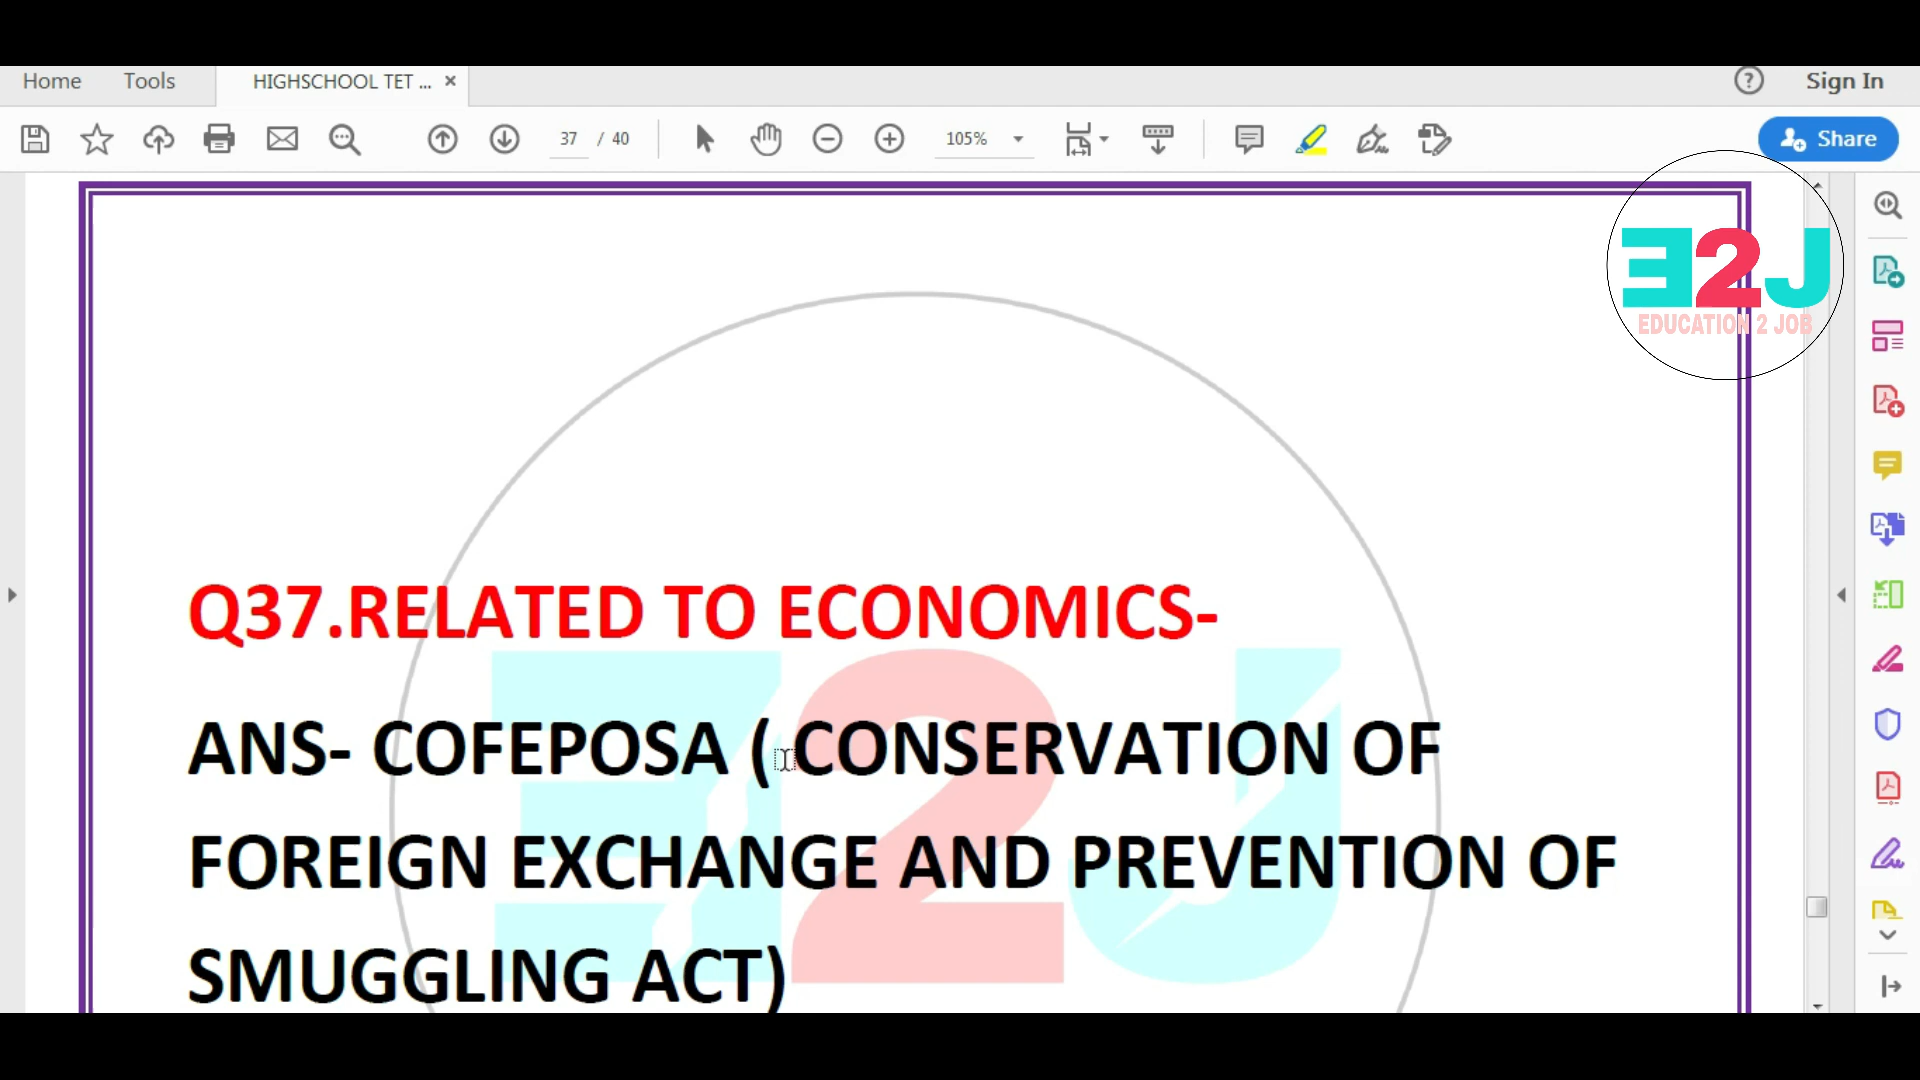 Home Tools HIGHSCHOOL TET ... × ? Sign In
37 / 40 105% Share
E2J
EDUCATION 2 JOB
Q37.RELATED TO ECONOMICS-
ANS- COFEPOSA ( CONSERVATION OF
FOREIGN EXCHANGE AND PREVENTION OF
SMUGGLING ACT)
E2J